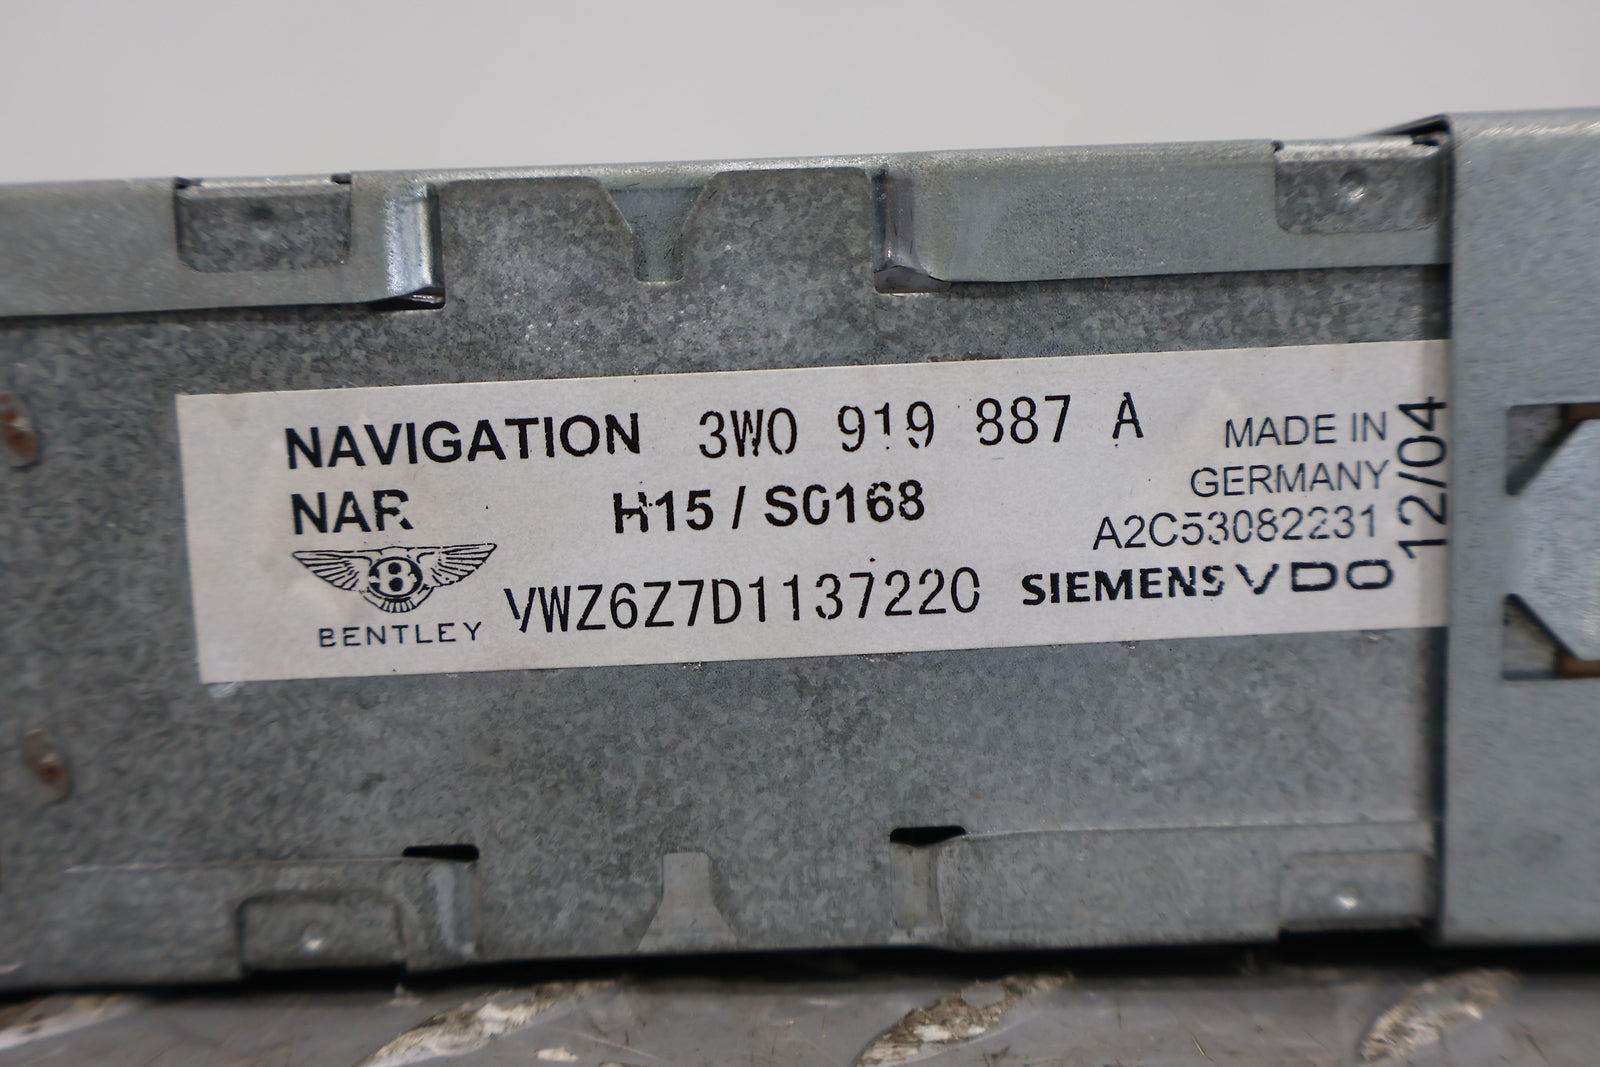 NAVIGATION 3W0 919 887 A
NAR H15 / S0168
B
BENTLEY
VWZ6Z7D1137220
MADE IN
GERMANY
A2C53082231
SIEMENS VDO
12/04